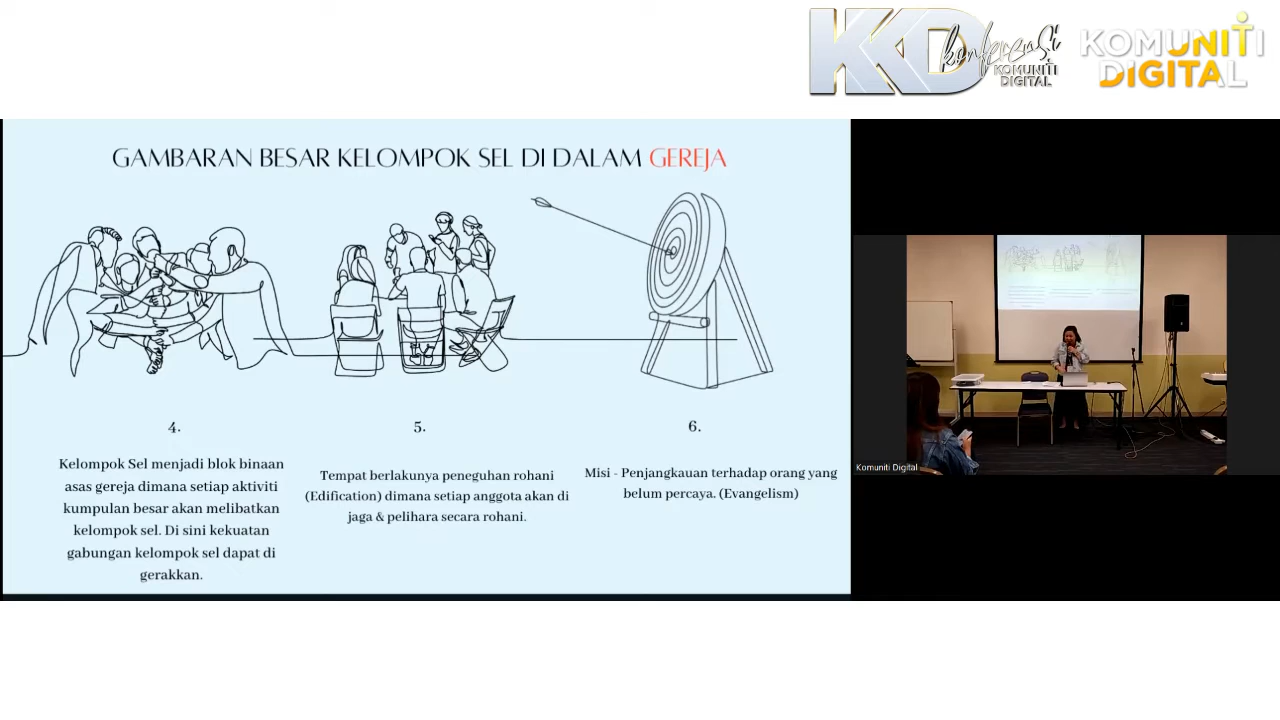 KD
konferensi
KOMUNITI
DIGITAL
KOMUNITI
DIGITAL
GAMBARAN BESAR KELOMPOK SEL DI DALAM GEREJA
4.
Kelompok Sel menjadi blok binaan
asas gereja dimana setiap aktiviti
kumpulan besar akan melibatkan
kelompok sel. Di sini kekuatan
gabungan kelompok sel dapat di
gerakkan.
5.
Tempat berlakunya peneguhan rohani
(Edification) dimana setiap anggota akan di
jaga & pelihara secara rohani.
6.
Misi - Penjangkauan terhadap orang yang
belum percaya. (Evangelism)
Komuniti Digital